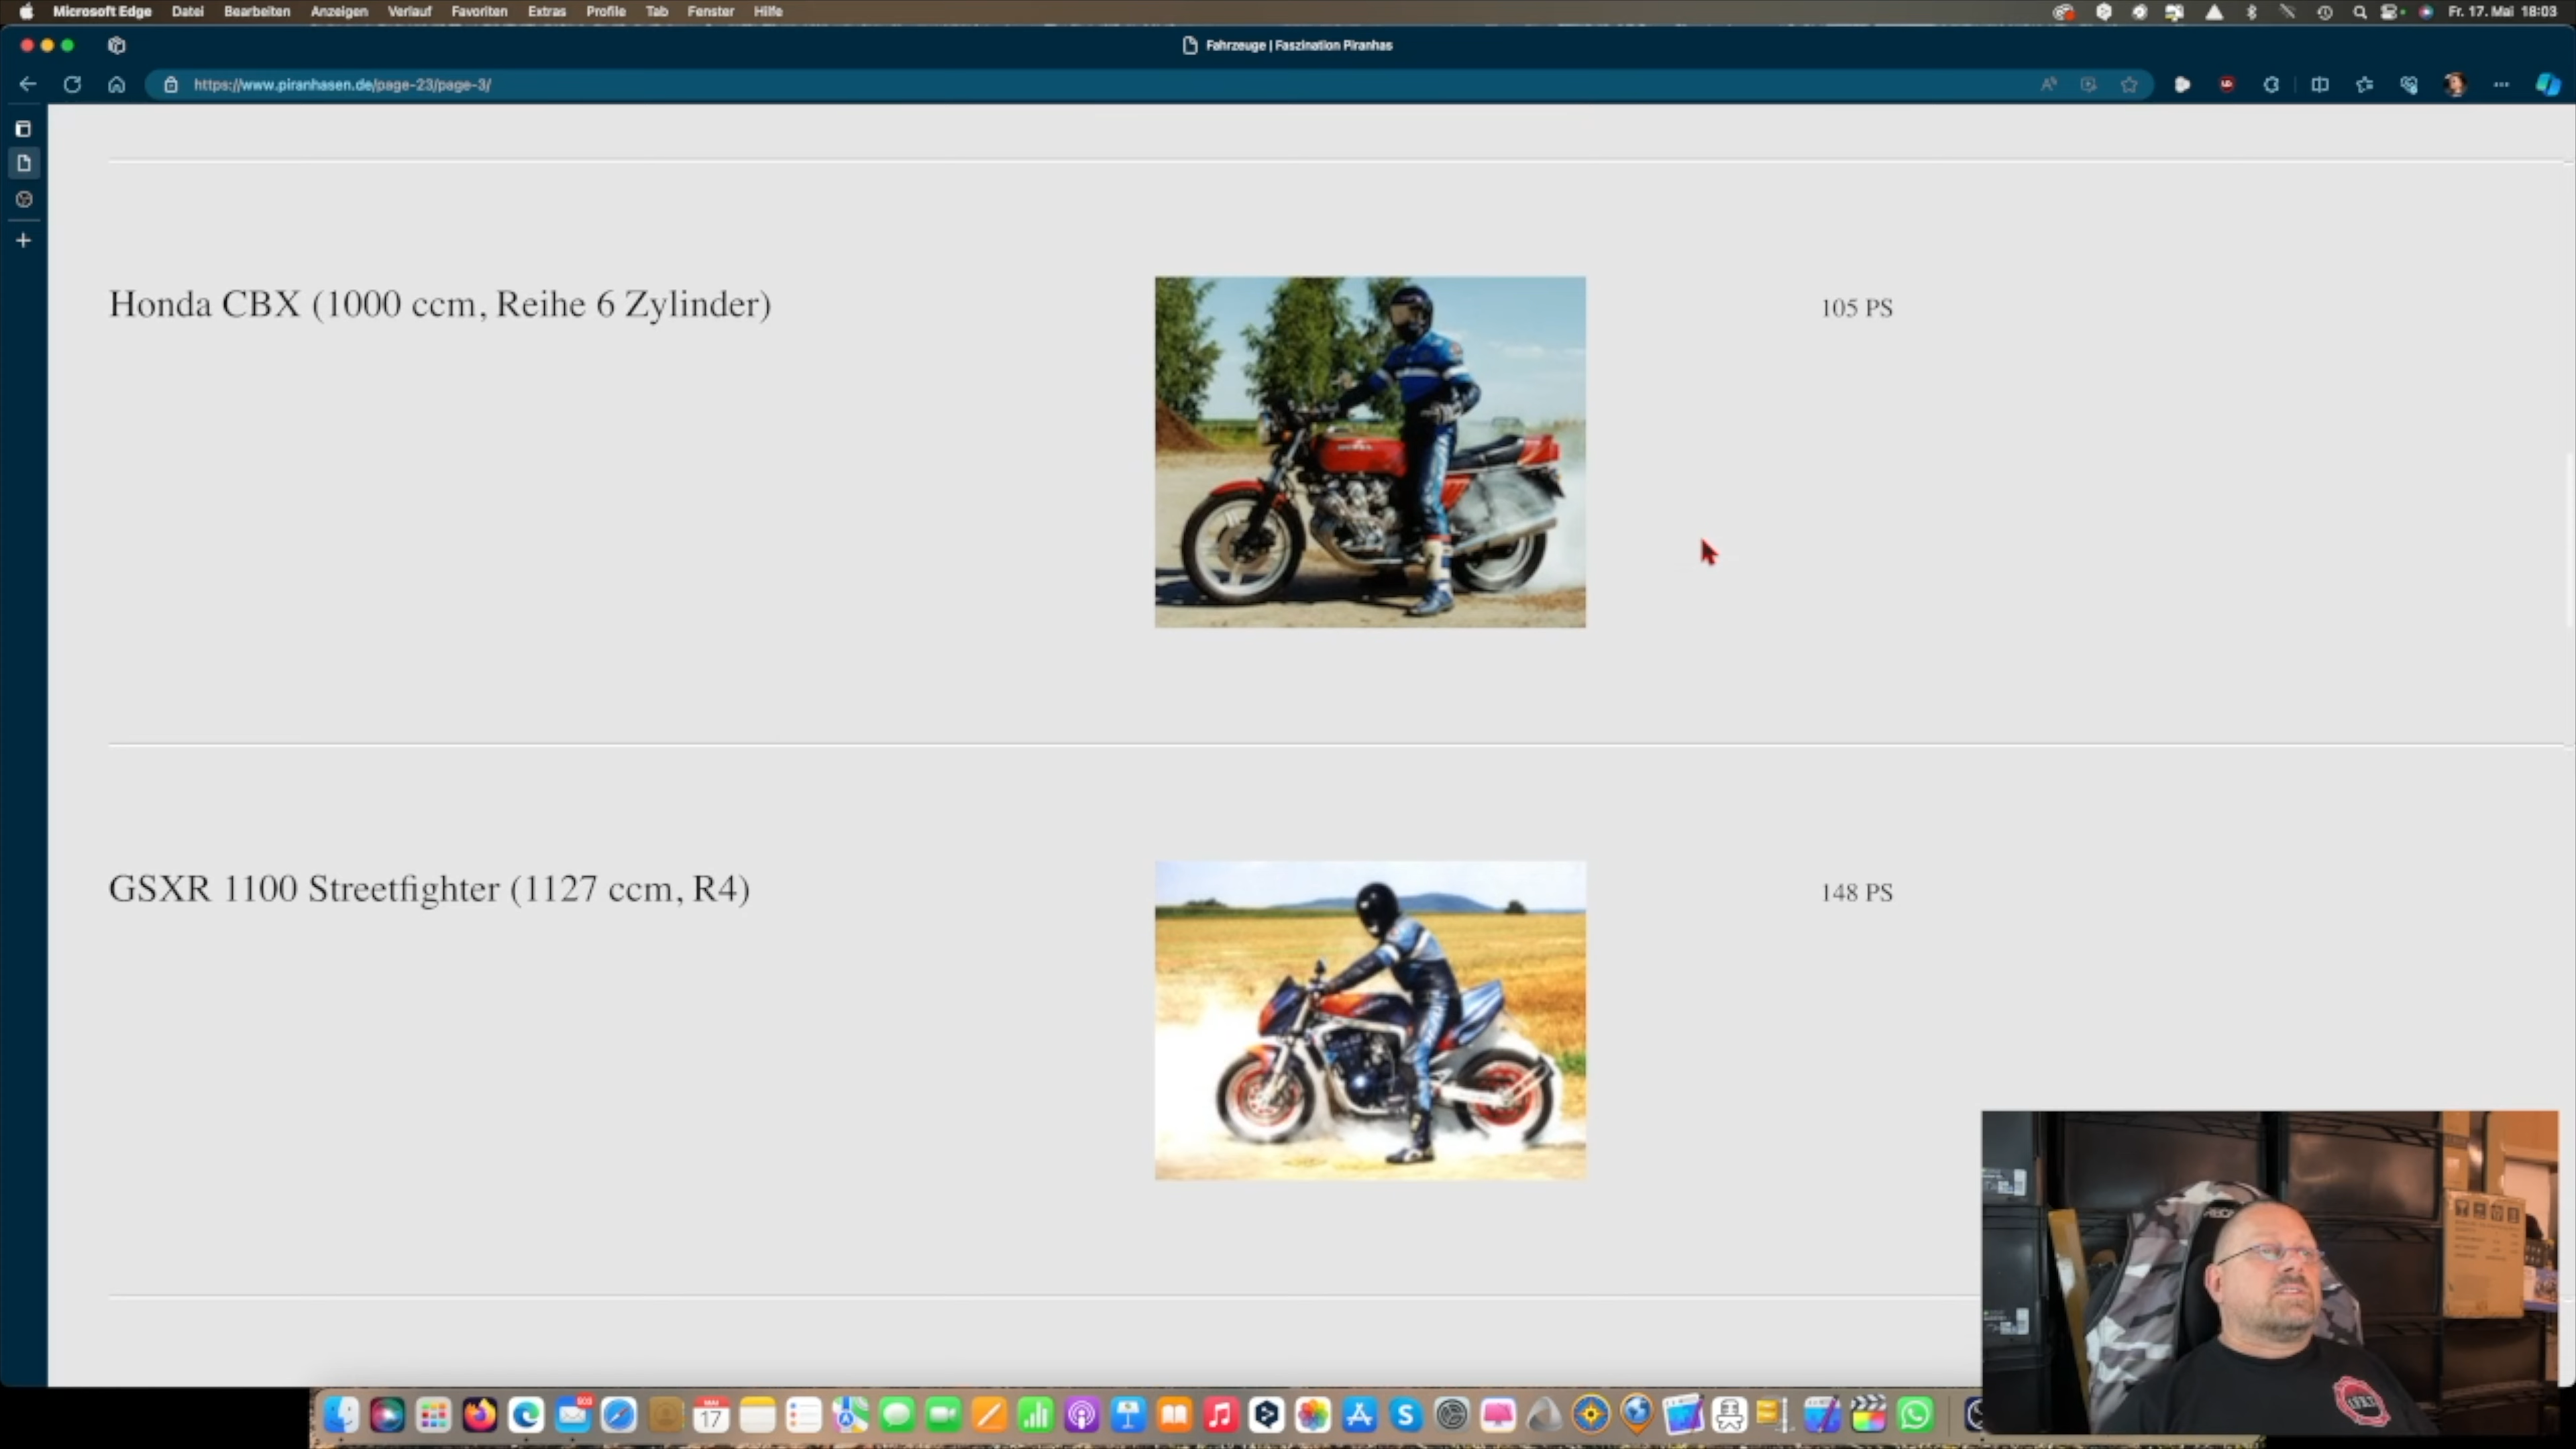 Microsoft Edge Datei Bearbeiten Anzeigen Verlauf Favoriten Extras Profile Tab Fenster Hilfe Fr. 17. Mai 18:03
Fahrzeuge | Faszination Piranhas
https://www.piranhasen.de/page-23/page-3/
Honda CBX (1000 ccm, Reihe 6 Zylinder)
105 PS
GSXR 1100 Streetfighter (1127 ccm, R4)
148 PS
MAI
17